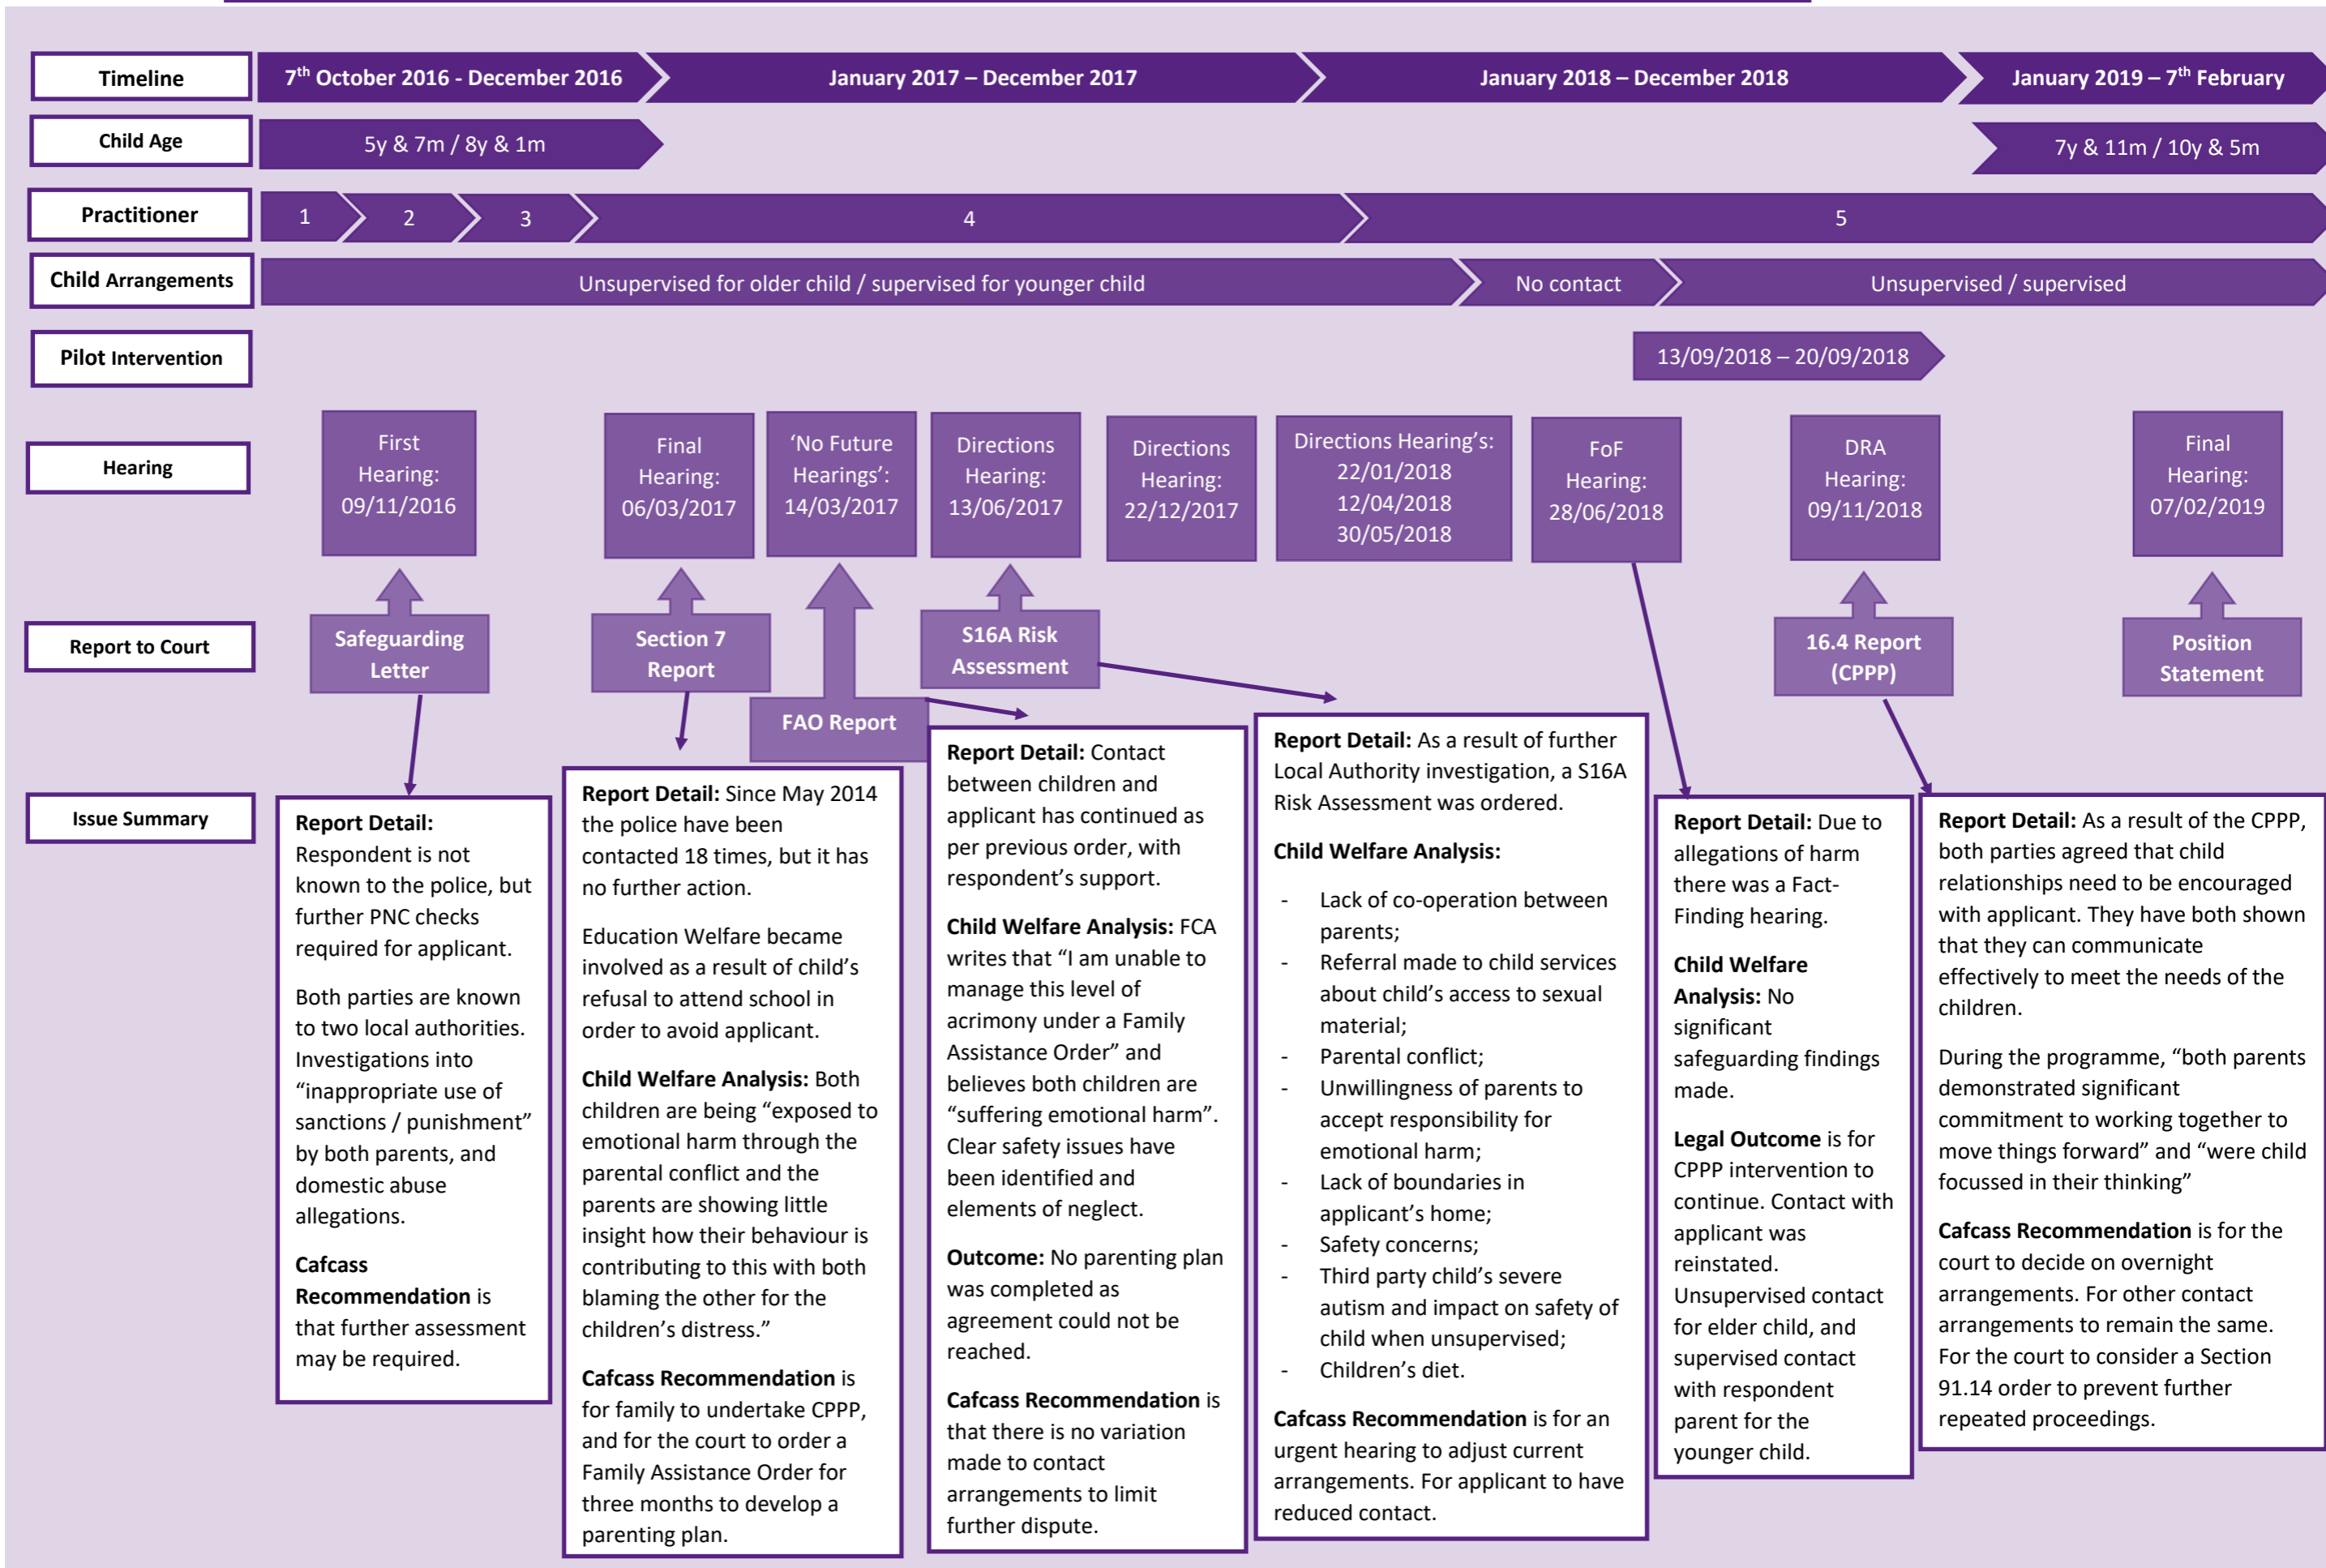 Timeline
7th October 2016 - December 2016
January 2017 – December 2017
January 2018 – December 2018
January 2019 – 7th February
Child Age
5y & 7m / 8y & 1m
7y & 11m / 10y & 5m
Practitioner
1
2
3
4
5
Child Arrangements
Unsupervised for older child / supervised for younger child
No contact
Unsupervised / supervised
Pilot Intervention
13/09/2018 – 20/09/2018
Hearing
First
Hearing:
09/11/2016
Final
Hearing:
06/03/2017
‘No Future
Hearings’:
14/03/2017
Directions
Hearing:
13/06/2017
Directions
Hearing:
22/12/2017
Directions Hearing’s:
22/01/2018
12/04/2018
30/05/2018
FoF
Hearing:
28/06/2018
DRA
Hearing:
09/11/2018
Final
Hearing:
07/02/2019
Report to Court
Safeguarding
Letter
Section 7
Report
FAO Report
S16A Risk
Assessment
16.4 Report
(CPPP)
Position
Statement
Issue Summary
Report Detail:
Respondent is not
known to the police, but
further PNC checks
required for applicant.
Both parties are known
to two local authorities.
Investigations into
“inappropriate use of
sanctions / punishment”
by both parents, and
domestic abuse
allegations.
Cafcass
Recommendation is
that further assessment
may be required.
Report Detail: Since May 2014
the police have been
contacted 18 times, but it has
no further action.
Education Welfare became
involved as a result of child’s
refusal to attend school in
order to avoid applicant.
Child Welfare Analysis: Both
children are being “exposed to
emotional harm through the
parental conflict and the
parents are showing little
insight how their behaviour is
contributing to this with both
blaming the other for the
children’s distress.”
Cafcass Recommendation is
for family to undertake CPPP,
and for the court to order a
Family Assistance Order for
three months to develop a
parenting plan.
Report Detail: Contact
between children and
applicant has continued as
per previous order, with
respondent’s support.
Child Welfare Analysis: FCA
writes that “I am unable to
manage this level of
acrimony under a Family
Assistance Order” and
believes both children are
“suffering emotional harm”.
Clear safety issues have
been identified and
elements of neglect.
Outcome: No parenting plan
was completed as
agreement could not be
reached.
Cafcass Recommendation is
that there is no variation
made to contact
arrangements to limit
further dispute.
Report Detail: As a result of further
Local Authority investigation, a S16A
Risk Assessment was ordered.
Child Welfare Analysis:
- Lack of co-operation between
parents;
- Referral made to child services
about child’s access to sexual
material;
- Parental conflict;
- Unwillingness of parents to
accept responsibility for
emotional harm;
- Lack of boundaries in
applicant’s home;
- Safety concerns;
- Third party child’s severe
autism and impact on safety of
child when unsupervised;
- Children’s diet.
Cafcass Recommendation is for an
urgent hearing to adjust current
arrangements. For applicant to have
reduced contact.
Report Detail: Due to
allegations of harm
there was a Fact-
Finding hearing.
Child Welfare
Analysis: No
significant
safeguarding findings
made.
Legal Outcome is for
CPPP intervention to
continue. Contact with
applicant was
reinstated.
Unsupervised contact
for elder child, and
supervised contact
with respondent
parent for the
younger child.
Report Detail: As a result of the CPPP,
both parties agreed that child
relationships need to be encouraged
with applicant. They have both shown
that they can communicate
effectively to meet the needs of the
children.
During the programme, “both parents
demonstrated significant
commitment to working together to
move things forward” and “were child
focussed in their thinking”
Cafcass Recommendation is for the
court to decide on overnight
arrangements. For other contact
arrangements to remain the same.
For the court to consider a Section
91.14 order to prevent further
repeated proceedings.